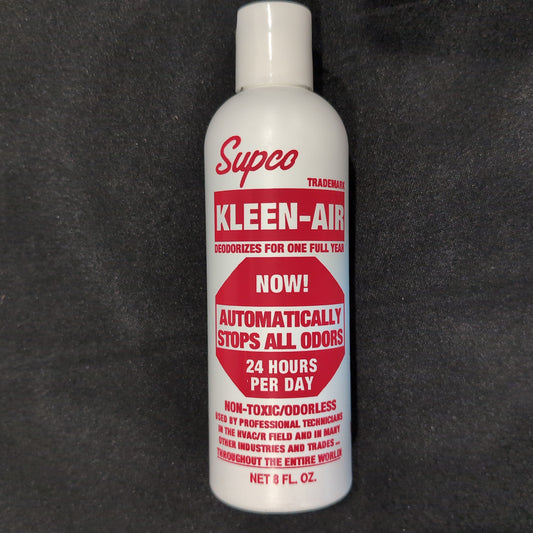 Supco
TRADEMARK
KLEEN-AIR
DEODORIZES FOR ONE FULL YEAR
NOW!
AUTOMATICALLY
STOPS ALL ODORS
24 HOURS
PER DAY
NON-TOXIC/ODORLESS
USED BY PROFESSIONAL TECHNICIANS
IN THE HVAC/R FIELD AND IN MANY
OTHER INDUSTRIES AND TRADES ...
THROUGHOUT THE ENTIRE WORLD!
NET 8 FL. OZ.